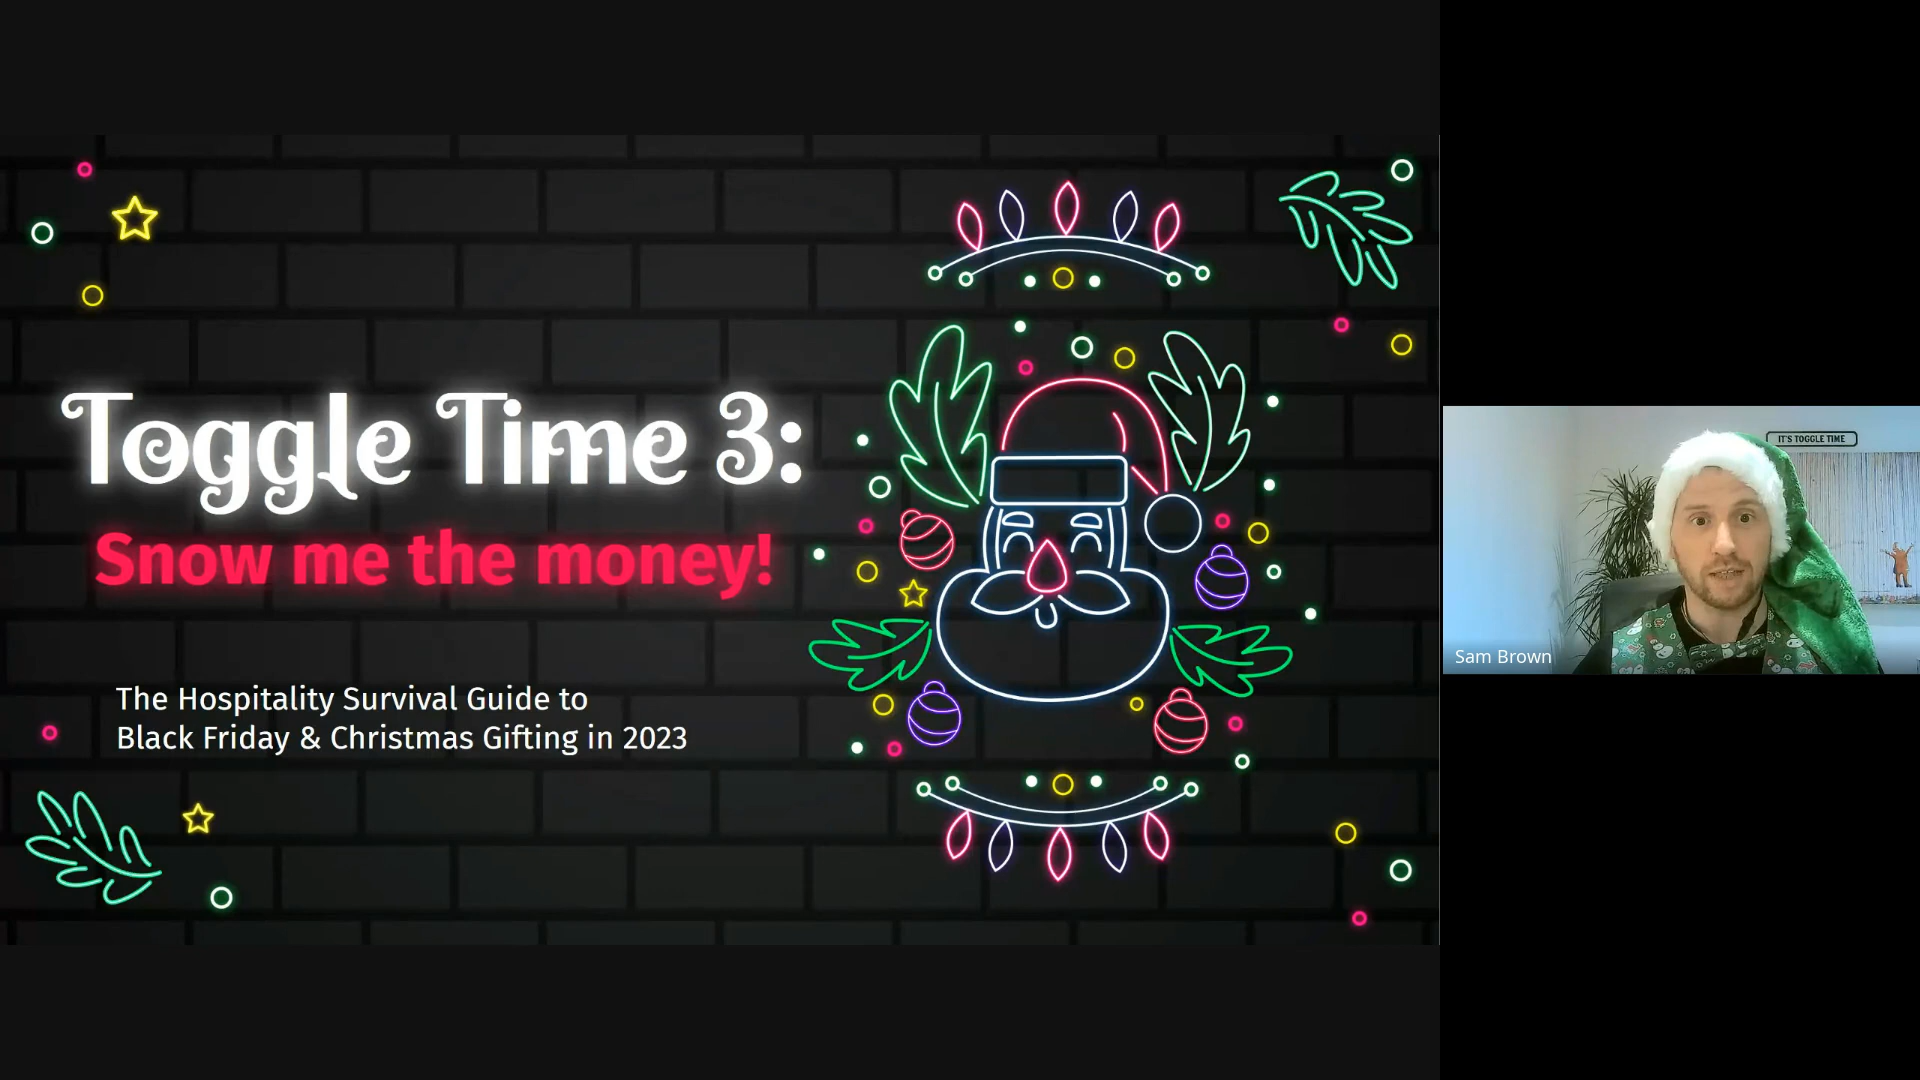 Toggle Time 3:
Snow me the money!
The Hospitality Survival Guide to
Black Friday & Christmas Gifting in 2023
IT'S TOGGLE TIME
Sam Brown